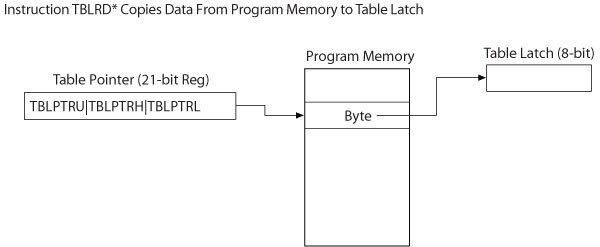 Instruction TBLRD* Copies Data From Program Memory to Table Latch
Program Memory
Table Latch (8-bit)
Table Pointer (21-bit Reg)
TBLPTRU|TBLPTRH|TBLPTRL
Byte